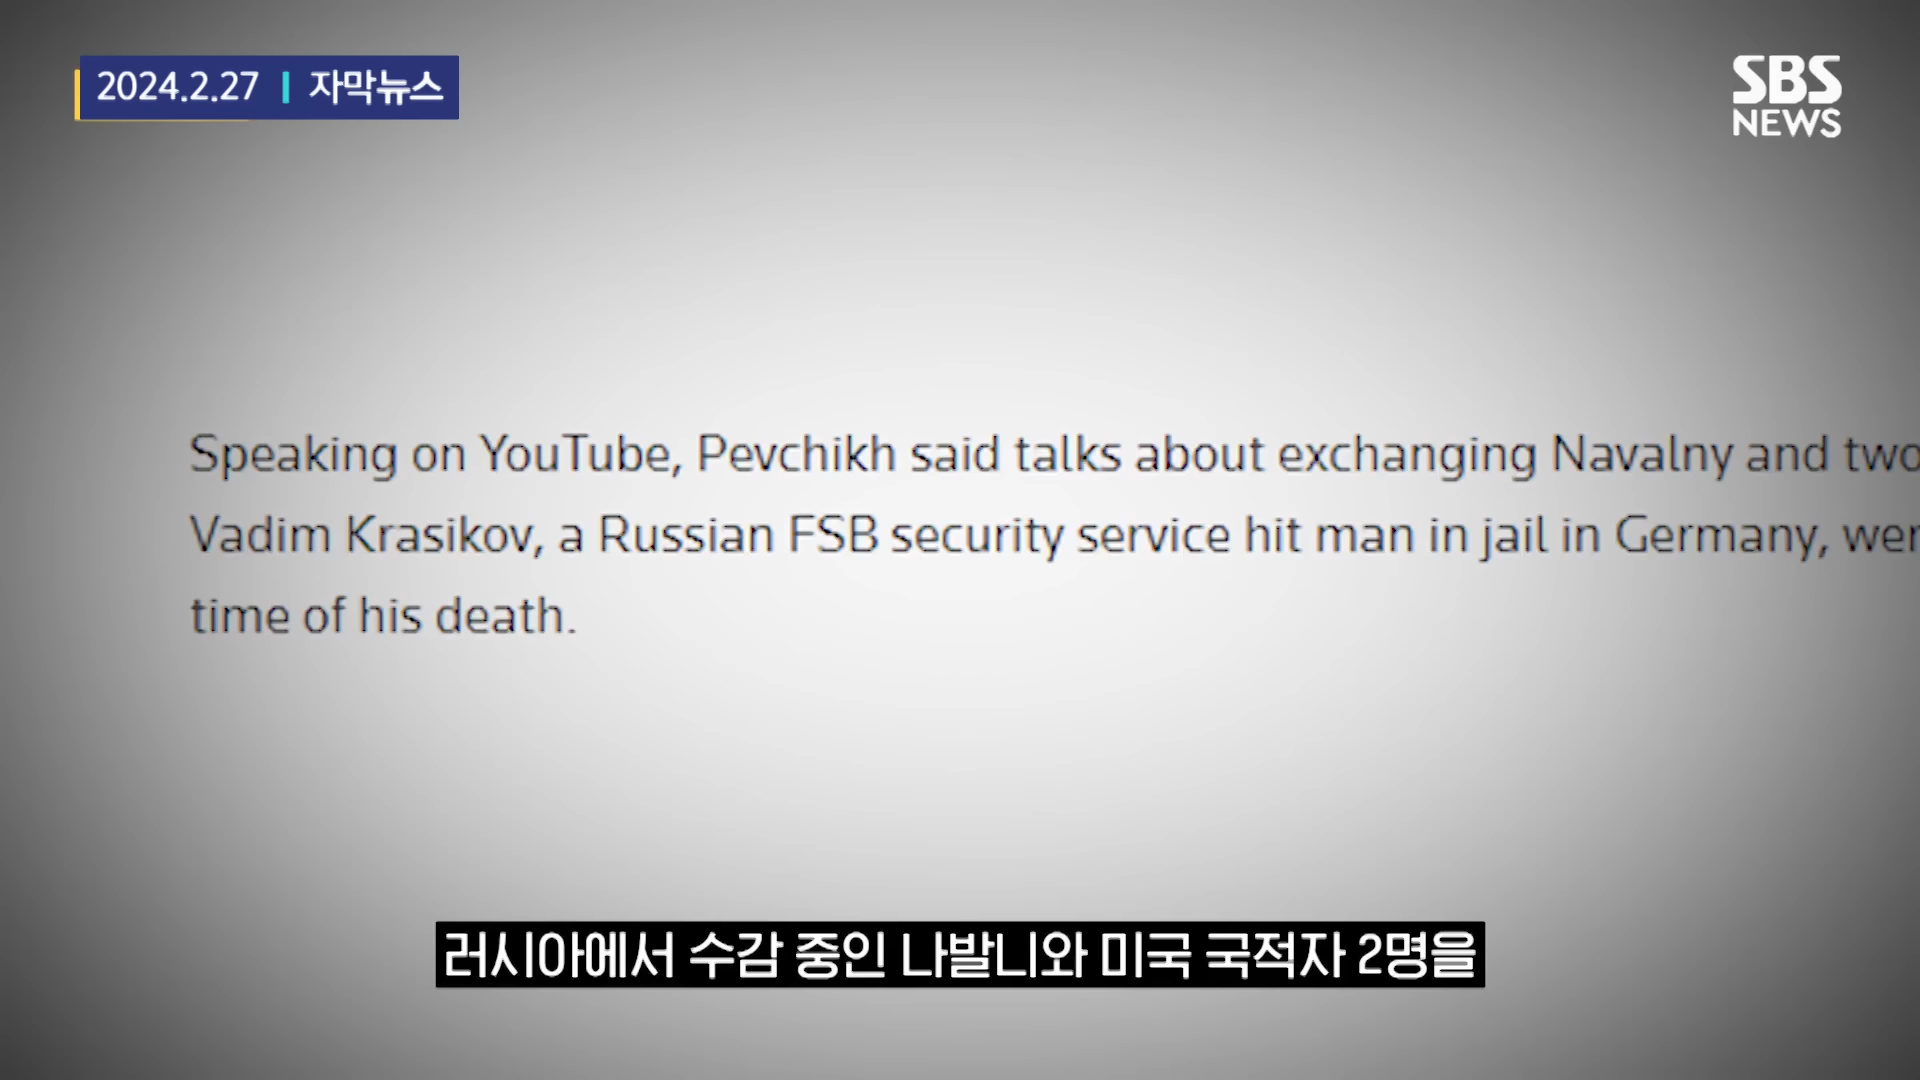 2024.2.27 | 자막뉴스
SBS
NEWS
Speaking on YouTube, Pevchikh said talks about exchanging Navalny and two
Vadim Krasikov, a Russian FSB security service hit man in jail in Germany, wer
time of his death.
러시아에서 수감 중인 나발니와 미국 국적자 2명을